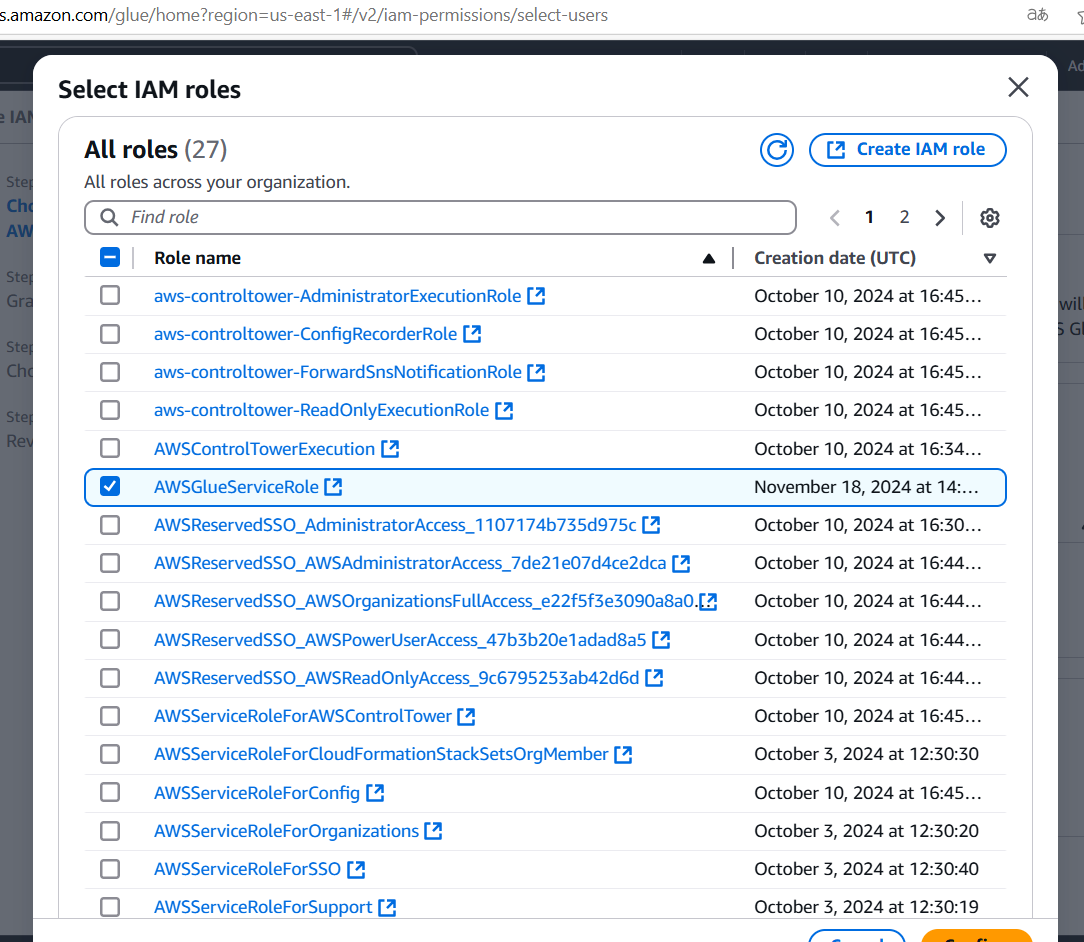 s.amazon.com/glue/home?region=us-east-1#/v2/iam-permissions/select-users
Select IAM roles
All roles (27)
Create IAM role
All roles across your organization.
Find role
1 2
Role name Creation date (UTC)
aws-controltower-AdministratorExecutionRole October 10, 2024 at 16:45…
aws-controltower-ConfigRecorderRole October 10, 2024 at 16:45…
aws-controltower-ForwardSnsNotificationRole October 10, 2024 at 16:45…
aws-controltower-ReadOnlyExecutionRole October 10, 2024 at 16:45…
AWSControlTowerExecution October 10, 2024 at 16:34…
AWSGlueServiceRole November 18, 2024 at 14:…
AWSReservedSSO_AdministratorAccess_1107174b735d975c October 10, 2024 at 16:30…
AWSReservedSSO_AWSAdministratorAccess_7de21e07d4ce2dca October 10, 2024 at 16:44…
AWSReservedSSO_AWSOrganizationsFullAccess_e22f5f3e3090a8a0… October 10, 2024 at 16:44…
AWSReservedSSO_AWSPowerUserAccess_47b3b20e1adad8a5 October 10, 2024 at 16:44…
AWSReservedSSO_AWSReadOnlyAccess_9c6795253ab42d6d October 10, 2024 at 16:44…
AWSServiceRoleForAWSControlTower October 10, 2024 at 16:45…
AWSServiceRoleForCloudFormationStackSetsOrgMember October 3, 2024 at 12:30:30
AWSServiceRoleForConfig October 10, 2024 at 16:45…
AWSServiceRoleForOrganizations October 3, 2024 at 12:30:20
AWSServiceRoleForSSO October 3, 2024 at 12:30:40
AWSServiceRoleForSupport October 3, 2024 at 12:30:19